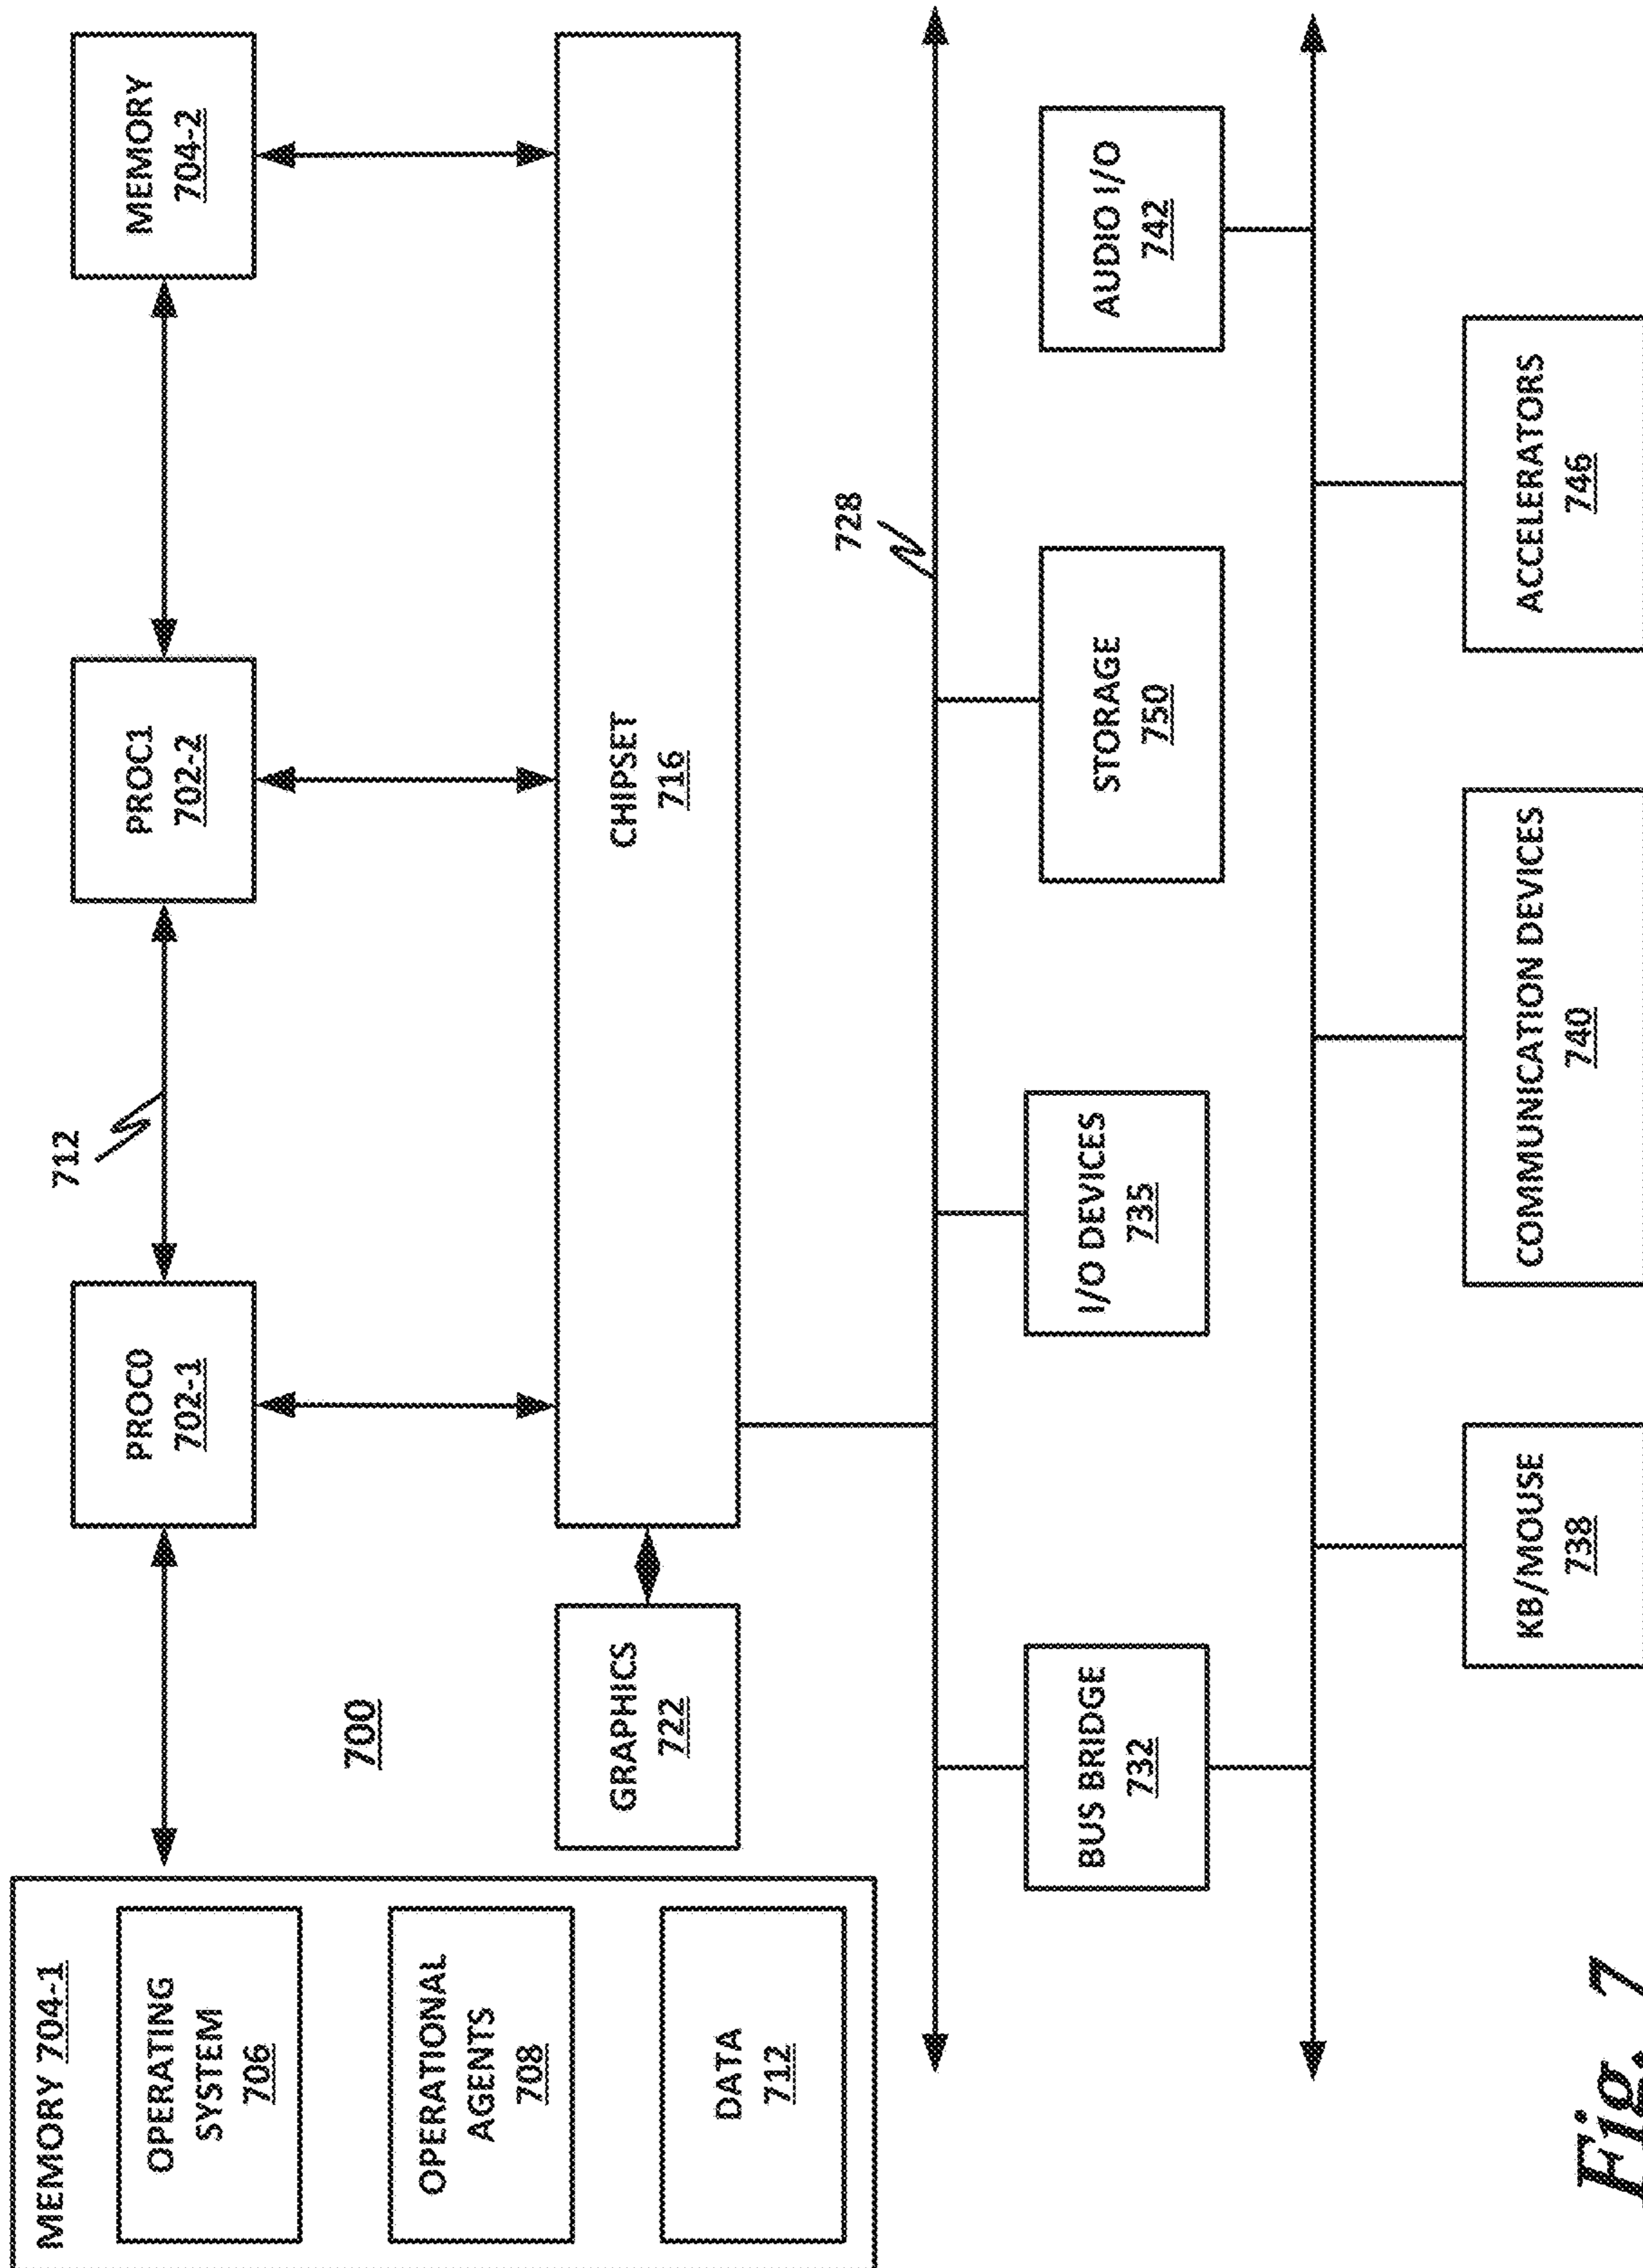 MEMORY 704-1
OPERATING
SYSTEM
706
OPERATIONAL
AGENTS
708
DATA
712
PROC0
702-1
712
PROC1
702-2
MEMORY
704-2
700
GRAPHICS
722
CHIPSET
716
728
BUS BRIDGE
732
I/O DEVICES
735
STORAGE
750
AUDIO I/O
742
KB/MOUSE
738
COMMUNICATION DEVICES
740
ACCELERATORS
746
Fig. 7